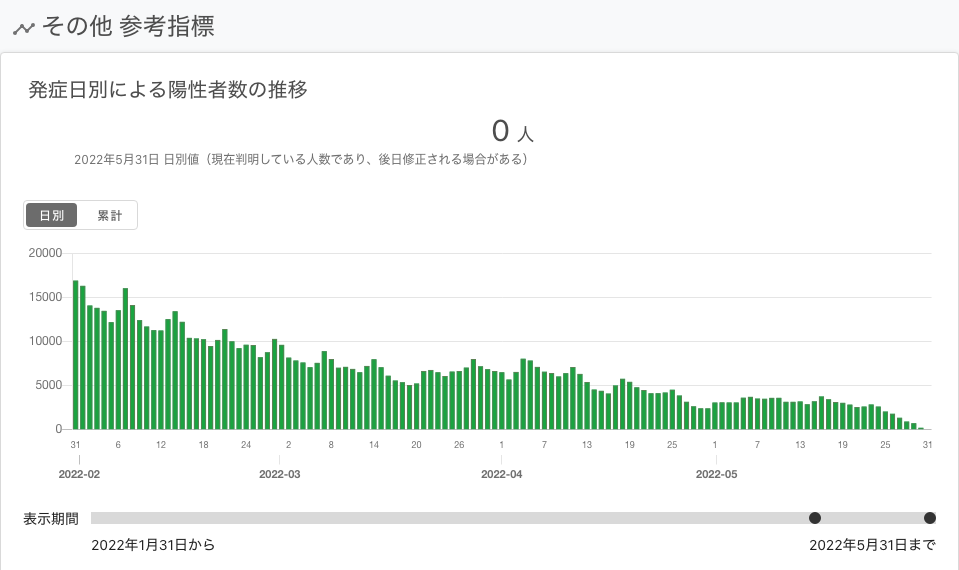 その他 参考指標
発症日別による陽性者数の推移
0 人
2022年5月31日 日別値（現在判明している人数であり、後日修正される場合がある）
日別 累計
20000
15000
10000
5000
0
31 6 12 18 24 2 8 14 20 26 1 7 13 19 25 1 7 13 19 25 31
2022-02 2022-03 2022-04 2022-05
表示期間
2022年1月31日から 2022年5月31日まで